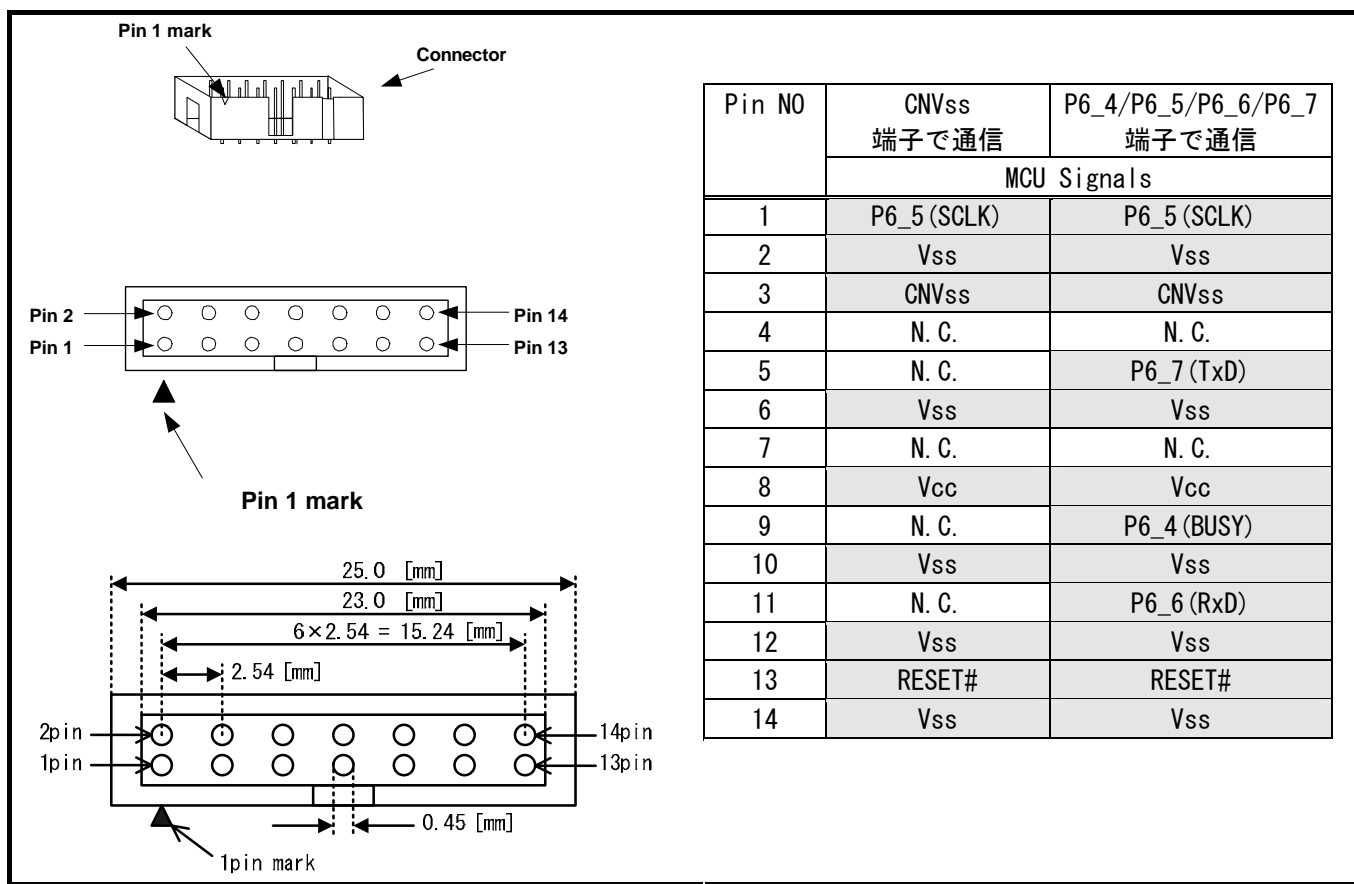 Pin 1 mark
Connector
Pin 2
Pin 14
Pin 1
Pin 13
Pin 1 mark
25.0 [mm]
23.0 [mm]
6×2.54 = 15.24 [mm]
2.54 [mm]
2pin
14pin
1pin
13pin
0.45 [mm]
1pin mark
Pin NO CNVss P6_4/P6_5/P6_6/P6_7
端子で通信 端子で通信
MCU Signals
1 P6_5(SCLK) P6_5(SCLK)
2 Vss Vss
3 CNVss CNVss
4 N.C. N.C.
5 N.C. P6_7(TxD)
6 Vss Vss
7 N.C. N.C.
8 Vcc Vcc
9 N.C. P6_4(BUSY)
10 Vss Vss
11 N.C. P6_6(RxD)
12 Vss Vss
13 RESET# RESET#
14 Vss Vss